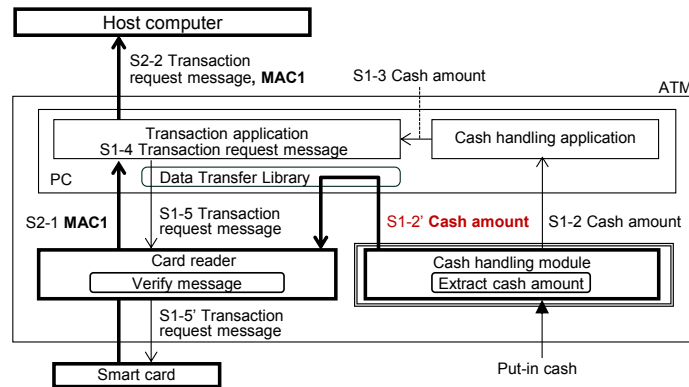 Host computer
S2-2 Transaction
request message, MAC1
S1-3 Cash amount
ATM
Transaction application
S1-4 Transaction request message
Cash handling application
PC
Data Transfer Library
S2-1 MAC1
S1-5 Transaction
request message
S1-2' Cash amount
S1-2 Cash amount
Card reader
Verify message
Cash handling module
Extract cash amount
S1-5' Transaction
request message
Smart card
Put-in cash